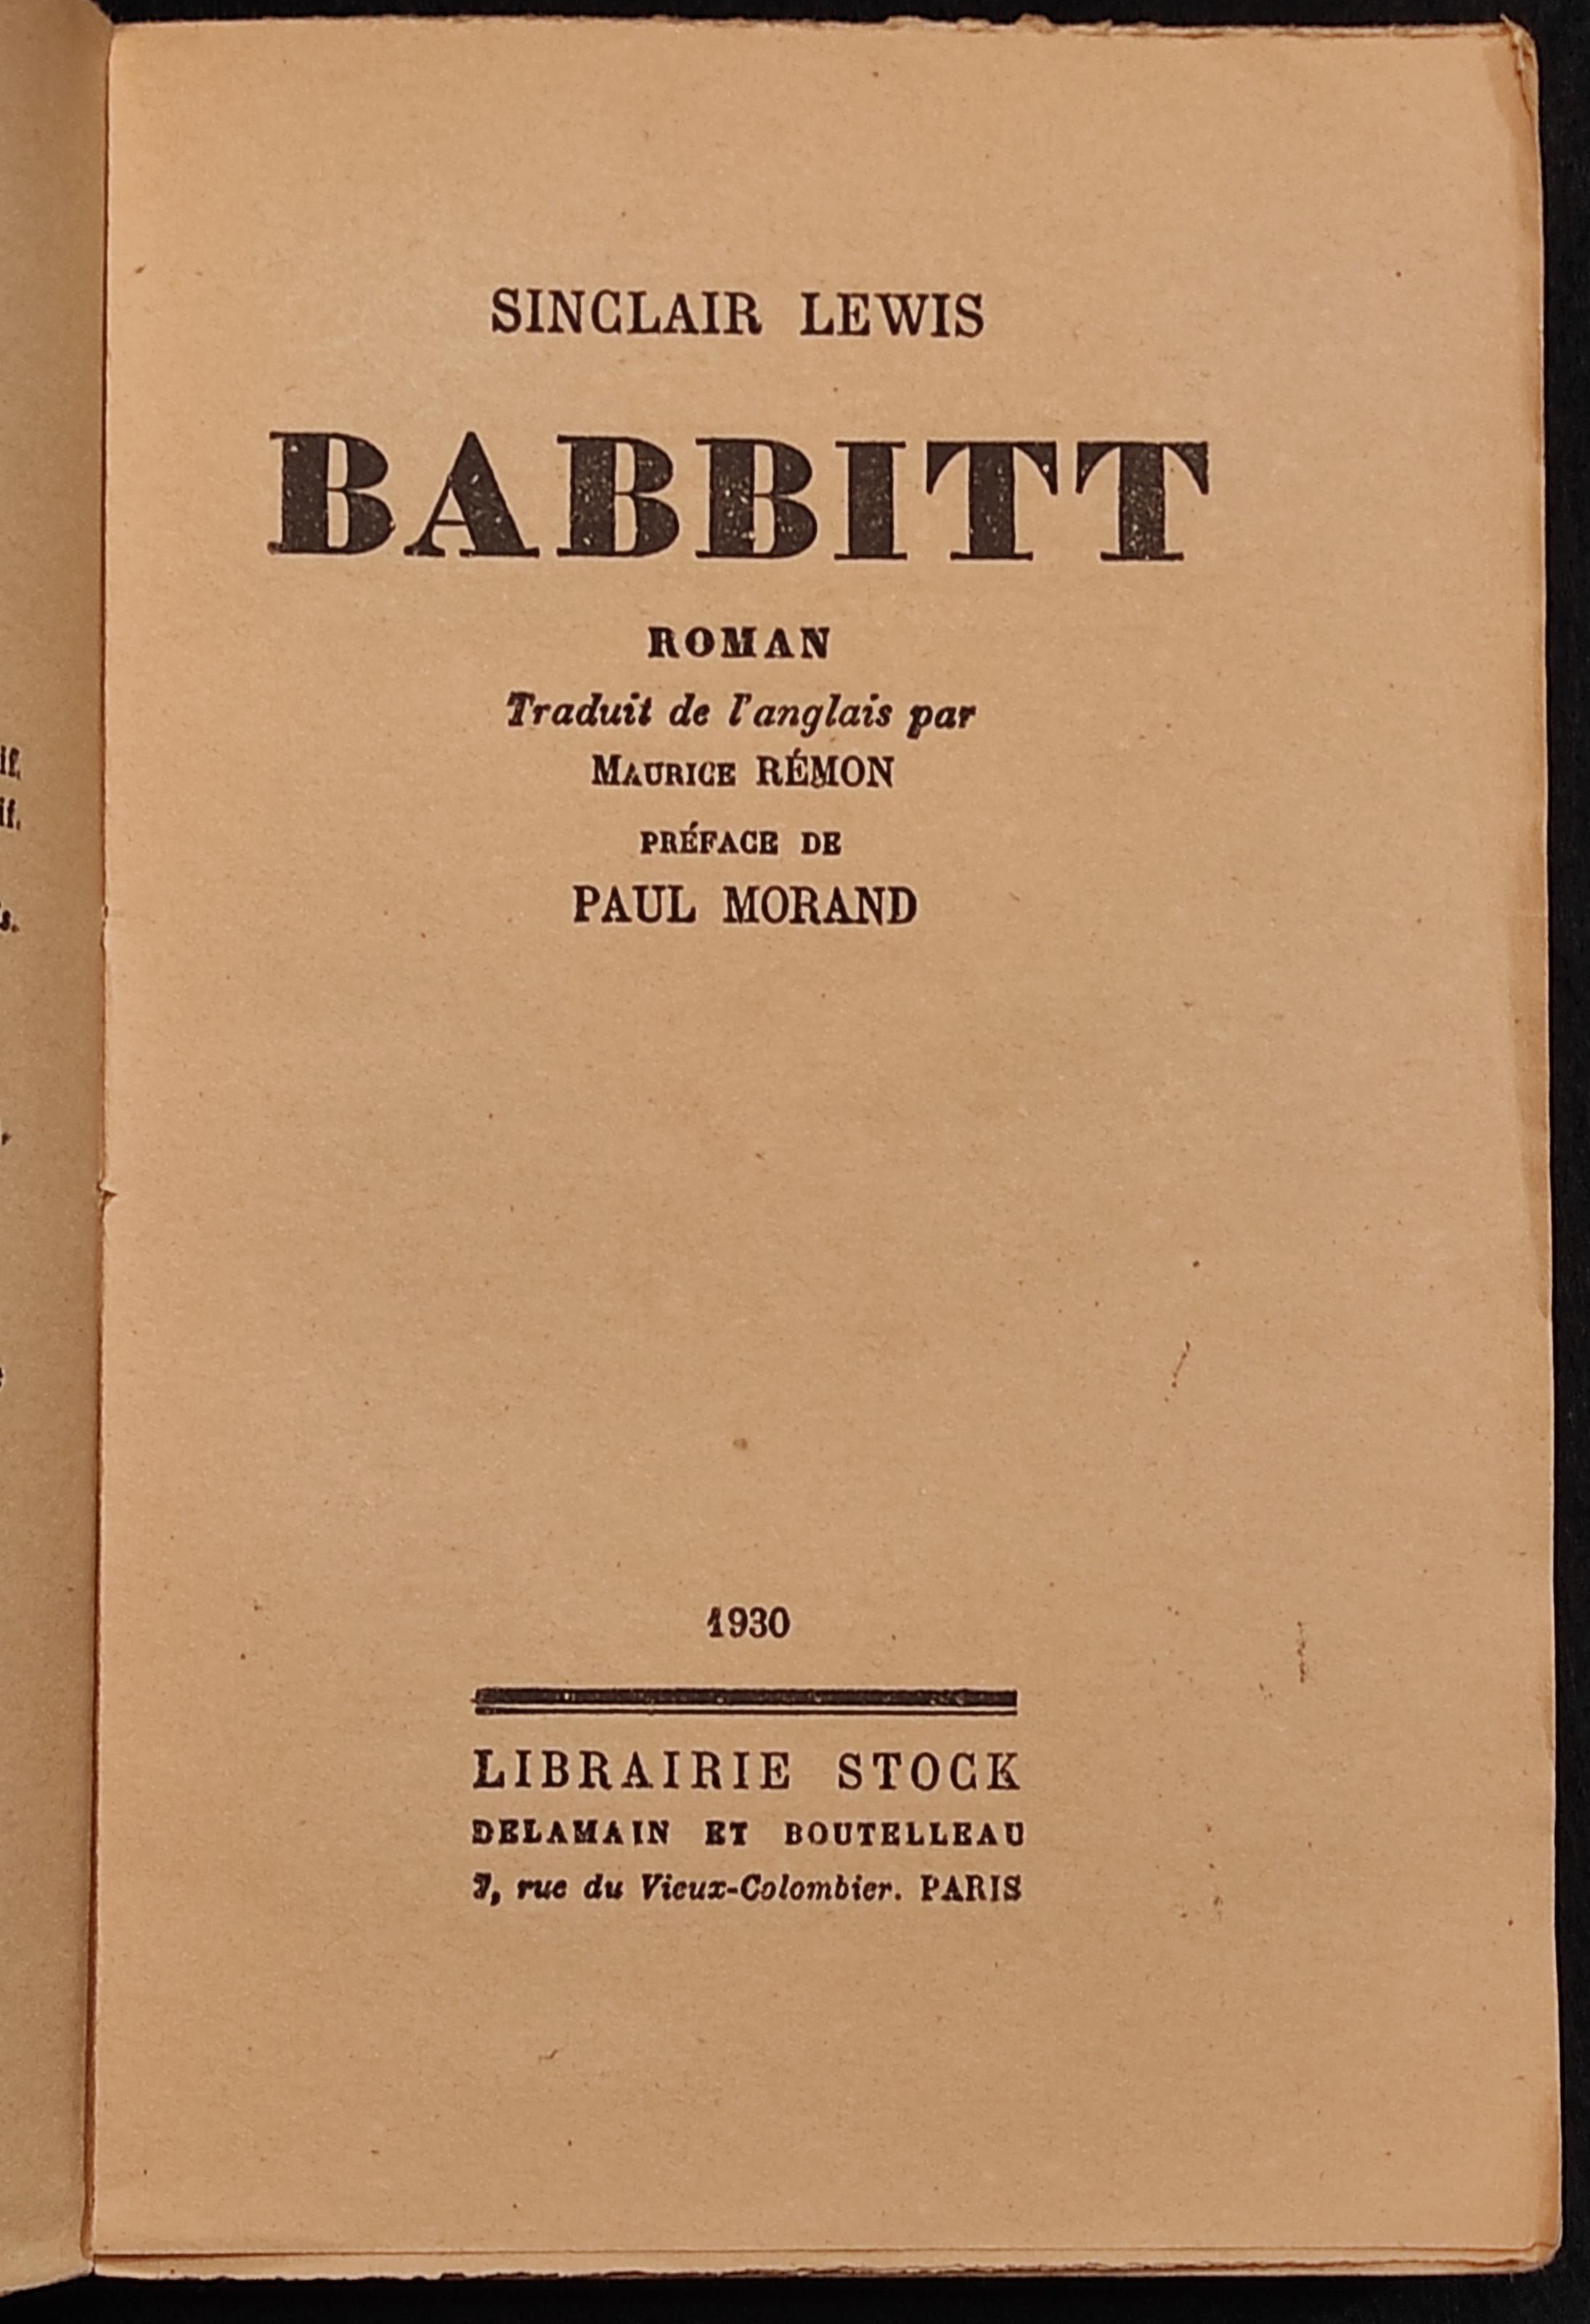 SINCLAIR LEWIS
BABBITT
ROMAN
Traduit de l'anglais par
MAURICE RÉMON
PRÉFACE DE
PAUL MORAND
1930
LIBRAIRIE STOCK
DELAMAIN ET BOUTELLEAU
7, rue du Vieux-Colombier. PARIS